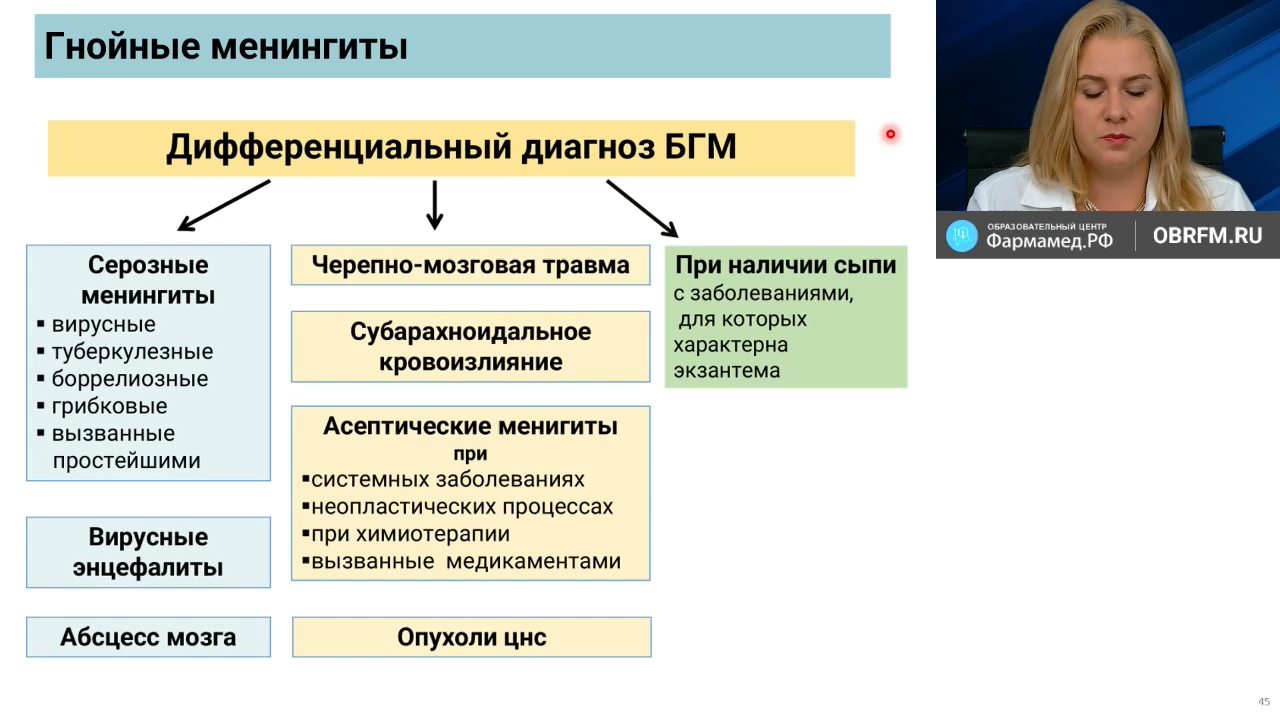 Гнойные менингиты
Дифференциальный диагноз БГМ
Серозные
менингиты
▪ вирусные
▪ туберкулезные
▪ боррелиозные
▪ грибковые
▪ вызванные
простейшими
Вирусные
энцефалиты
Абсцесс мозга
Черепно-мозговая травма
Субарахноидальное
кровоизлияние
Асептические менигиты
при
▪системных заболеваниях
▪неопластических процессах
▪при химиотерапии
▪вызванные медикаментами
Опухоли цнс
При наличии сыпи
с заболеваниями,
для которых
характерна
экзантема
ОБРАЗОВАТЕЛЬНЫЙ ЦЕНТР
Фармамед.РФ
OBRFM.RU
45